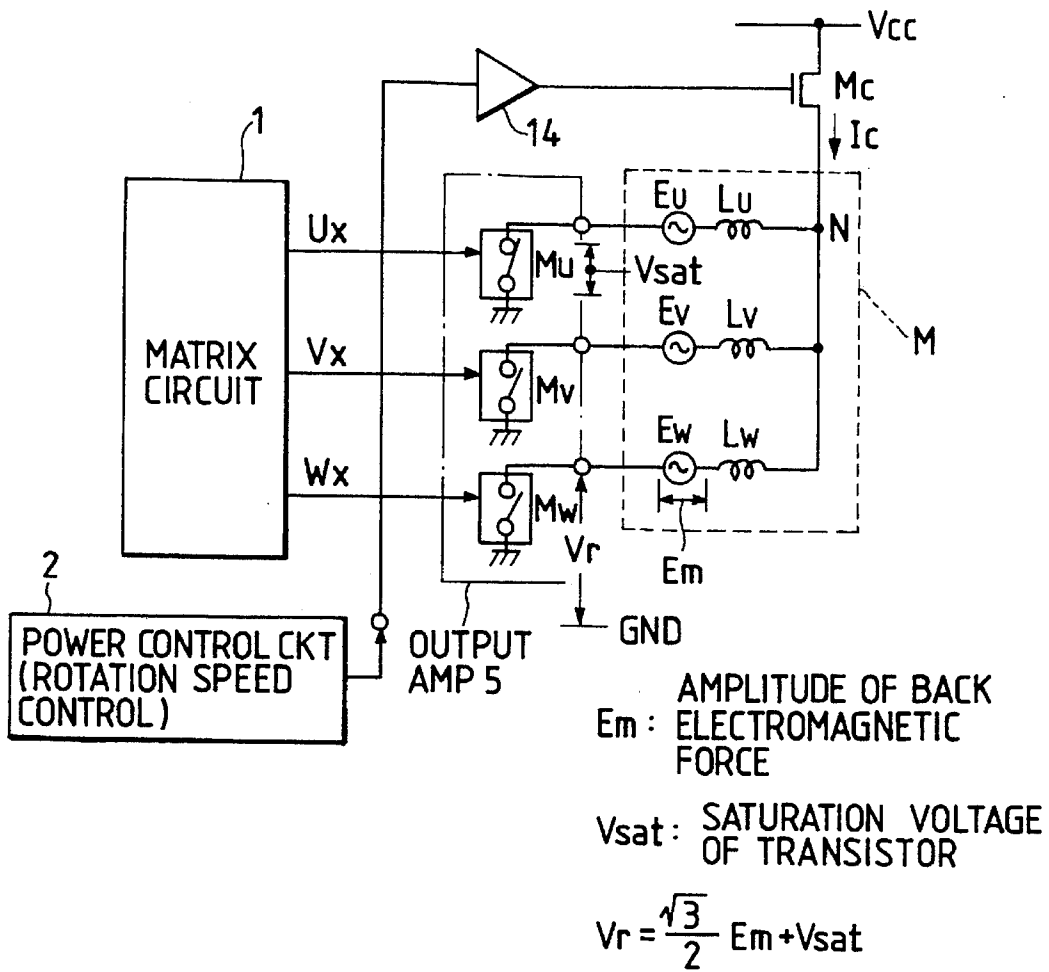 Vcc
Mc
14
Ic
1
Eu Lu
N
Ux
Mu
Vsat
Ev Lv
M
MATRIX
CIRCUIT
Vx
Mv
Ew Lw
Wx
Mw
Vr
Em
2
GND
POWER CONTROL CKT
(ROTATION SPEED
CONTROL)
OUTPUT
AMP 5
Em: AMPLITUDE OF BACK
ELECTROMAGNETIC
FORCE
Vsat: SATURATION VOLTAGE
OF TRANSISTOR
Vr = √3/2 Em + Vsat